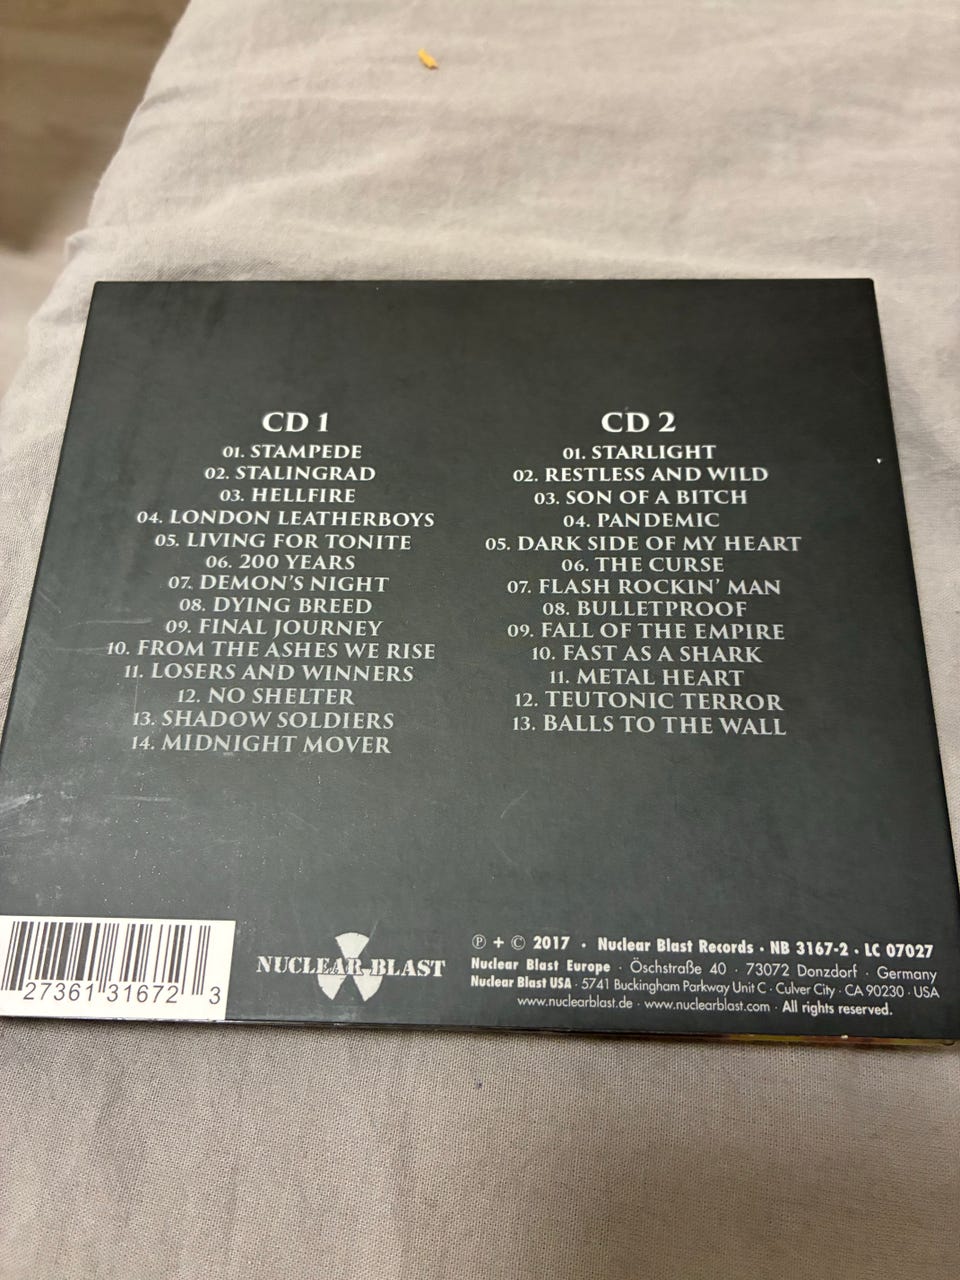 CD 1
01. STAMPEDE
02. STALINGRAD
03. HELLFIRE
04. LONDON LEATHERBOYS
05. LIVING FOR TONITE
06. 200 YEARS
07. DEMON'S NIGHT
08. DYING BREED
09. FINAL JOURNEY
10. FROM THE ASHES WE RISE
11. LOSERS AND WINNERS
12. NO SHELTER
13. SHADOW SOLDIERS
14. MIDNIGHT MOVER
CD 2
01. STARLIGHT
02. RESTLESS AND WILD
03. SON OF A BITCH
04. PANDEMIC
05. DARK SIDE OF MY HEART
06. THE CURSE
07. FLASH ROCKIN' MAN
08. BULLETPROOF
09. FALL OF THE EMPIRE
10. FAST AS A SHARK
11. METAL HEART
12. TEUTONIC TERROR
13. BALLS TO THE WALL
27361 31672 3
NUCLEAR BLAST
℗ + © 2017 · Nuclear Blast Records · NB 3167-2 · LC 07027
Nuclear Blast Europe · Öschstraße 40 · 73072 Donzdorf · Germany
Nuclear Blast USA · 5741 Buckingham Parkway Unit C · Culver City · CA 90230 · USA
www.nuclearblast.de · www.nuclearblast.com · All rights reserved.